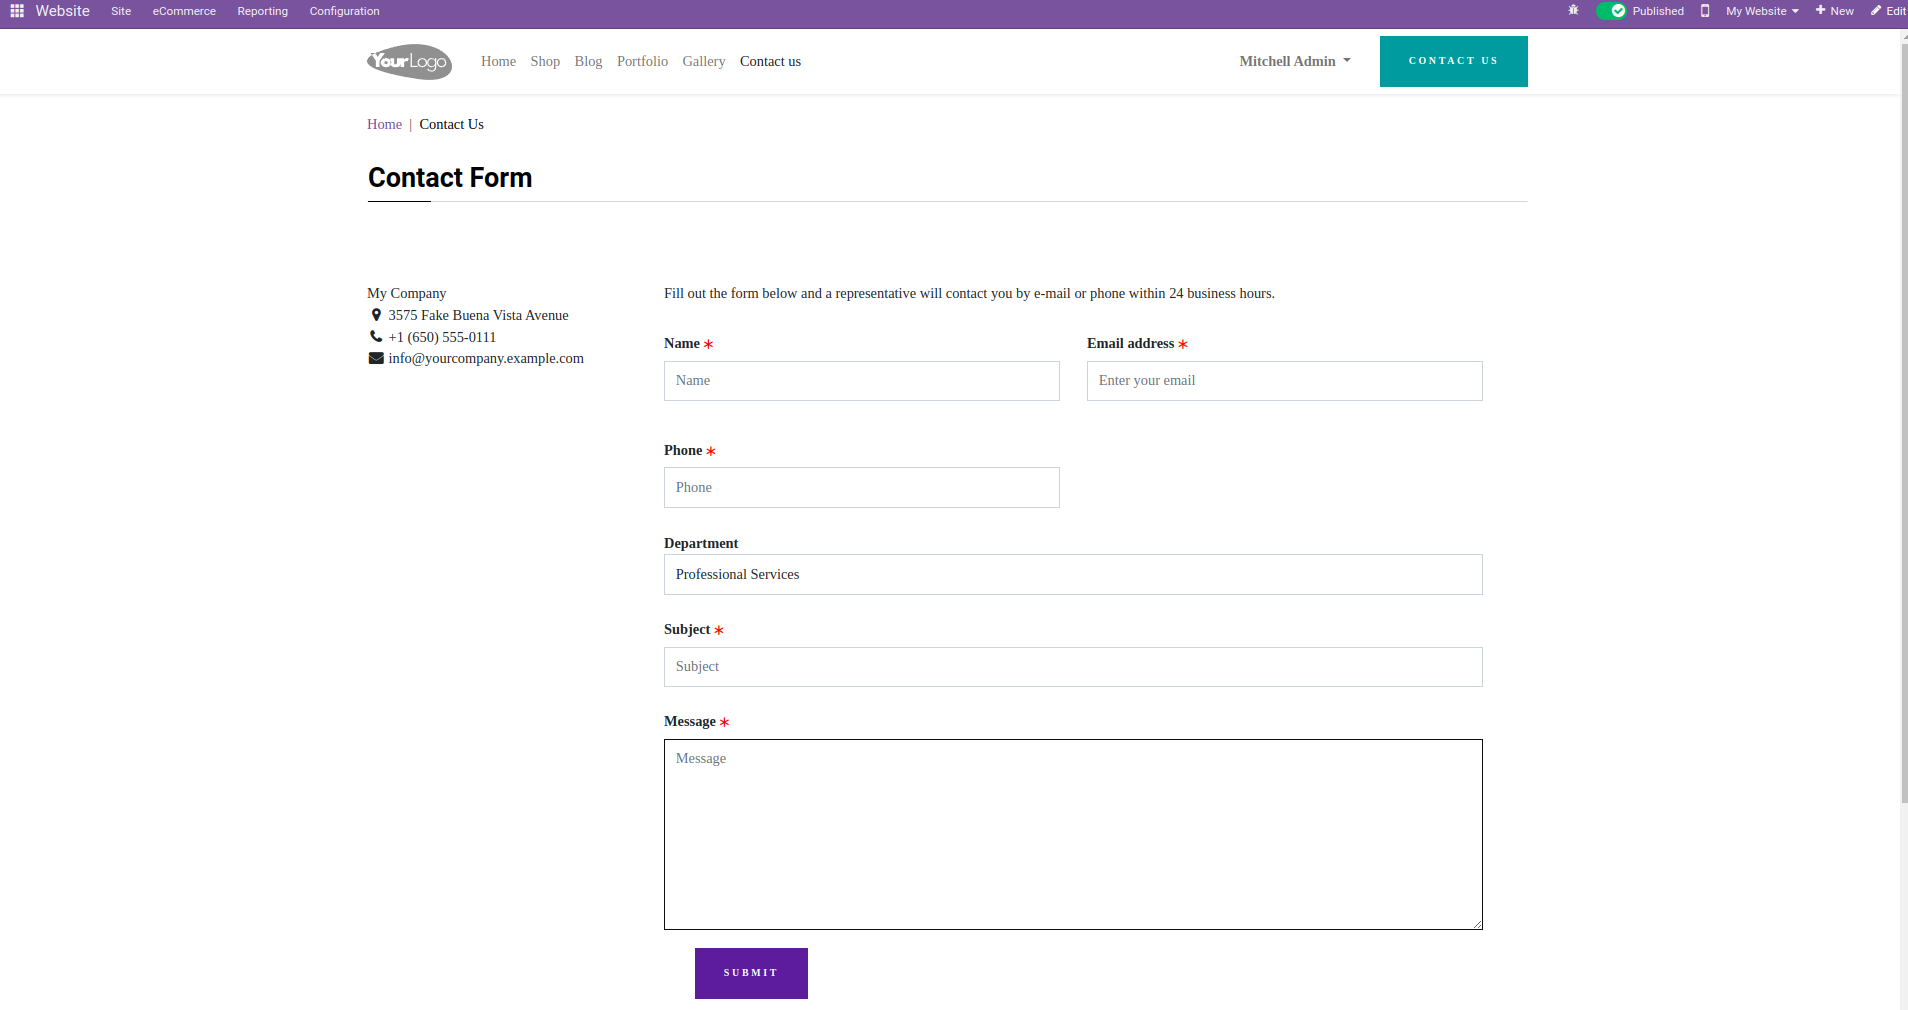 Website Site eCommerce Reporting Configuration Published My Website New Edit
YourLogo Home Shop Blog Portfolio Gallery Contact us Mitchell Admin CONTACT US
Home | Contact Us
Contact Form
My Company
3575 Fake Buena Vista Avenue
+1 (650) 555-0111
info@yourcompany.example.com
Fill out the form below and a representative will contact you by e-mail or phone within 24 business hours.
Name * Email address *
Name Enter your email
Phone *
Phone
Department
Professional Services
Subject *
Subject
Message *
Message
SUBMIT